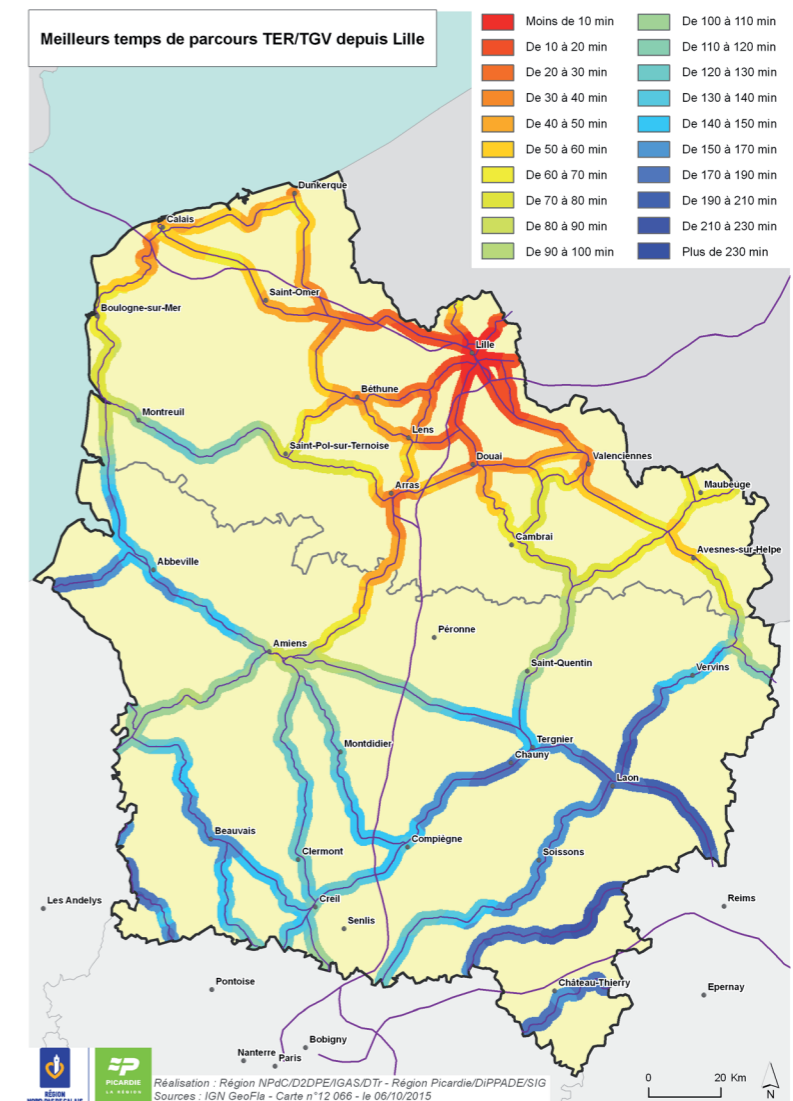 Meilleurs temps de parcours TER/TGV depuis Lille
Moins de 10 min
De 10 à 20 min
De 20 à 30 min
De 30 à 40 min
De 40 à 50 min
De 50 à 60 min
De 60 à 70 min
De 70 à 80 min
De 80 à 90 min
De 90 à 100 min
De 100 à 110 min
De 110 à 120 min
De 120 à 130 min
De 130 à 140 min
De 140 à 150 min
De 150 à 170 min
De 170 à 190 min
De 190 à 210 min
De 210 à 230 min
Plus de 230 min
Dunkerque
Calais
Saint-Omer
Boulogne-sur-Mer
Lille
Béthune
Montreuil
Lens
Saint-Pol-sur-Ternoise
Douai
Valenciennes
Arras
Maubeuge
Cambrai
Avesnes-sur-Helpe
Abbeville
Péronne
Amiens
Saint-Quentin
Vervins
Tergnier
Montdidier
Chauny
Laon
Beauvais
Compiègne
Clermont
Soissons
Creil
Les Andelys
Reims
Senlis
Château-Thierry
Pontoise
Epernay
Bobigny
Nanterre
Paris
RÉGION
PICARDIE
LA RÉGION
Réalisation : Région NPdC/D2DPE/IGAS/DTr - Région Picardie/DiPPADE/SIG
Sources : IGN GeoFla - Carte n°12 066 - le 06/10/2015
0 20 Km
N